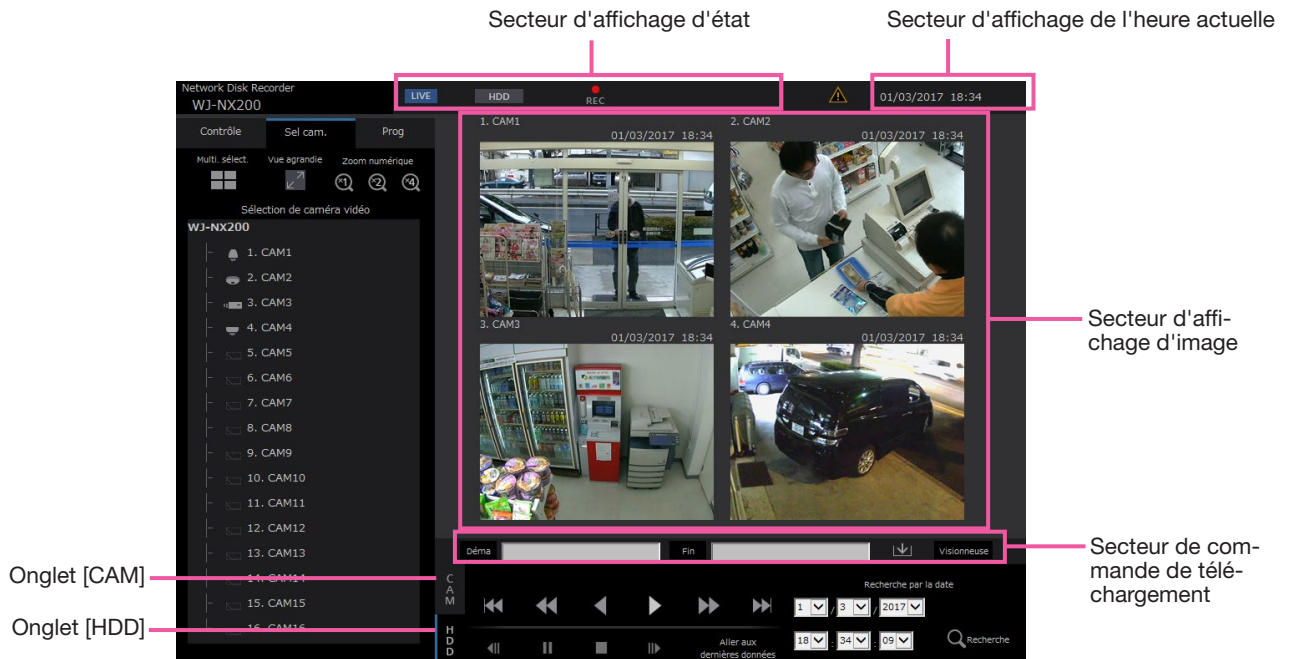 Secteur d'affichage d'état
Secteur d'affichage de l'heure actuelle
Network Disk Recorder
WJ-NX200
LIVE
HDD
REC
01/03/2017 18:34
Contrôle
Sel cam.
Prog
Multi. sélect.
Vue agrandie
Zoom numérique
x1
x2
x4
Sélection de caméra vidéo
WJ-NX200
1. CAM1
2. CAM2
3. CAM3
4. CAM4
5. CAM5
6. CAM6
7. CAM7
8. CAM8
9. CAM9
10. CAM10
11. CAM11
12. CAM12
13. CAM13
14. CAM14
15. CAM15
16. CAM16
1. CAM1
01/03/2017 18:34
2. CAM2
01/03/2017 18:34
3. CAM3
01/03/2017 18:34
4. CAM4
01/03/2017 18:34
Secteur d'affi-
chage d'image
Déma
Fin
Visionneuse
Secteur de com-
mande de télé-
chargement
Onglet [CAM]
Onglet [HDD]
CAM
HDD
Aller aux
dernières données
Recherche par la date
1 / 3 / 2017
18 : 34 : 09
Recherche